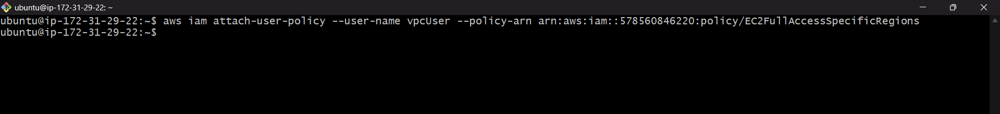 ubuntu@ip-172-31-29-22: ~
ubuntu@ip-172-31-29-22:~$ aws iam attach-user-policy --user-name vpcUser --policy-arn arn:aws:iam::578560846220:policy/EC2FullAccessSpecificRegions
ubuntu@ip-172-31-29-22:~$